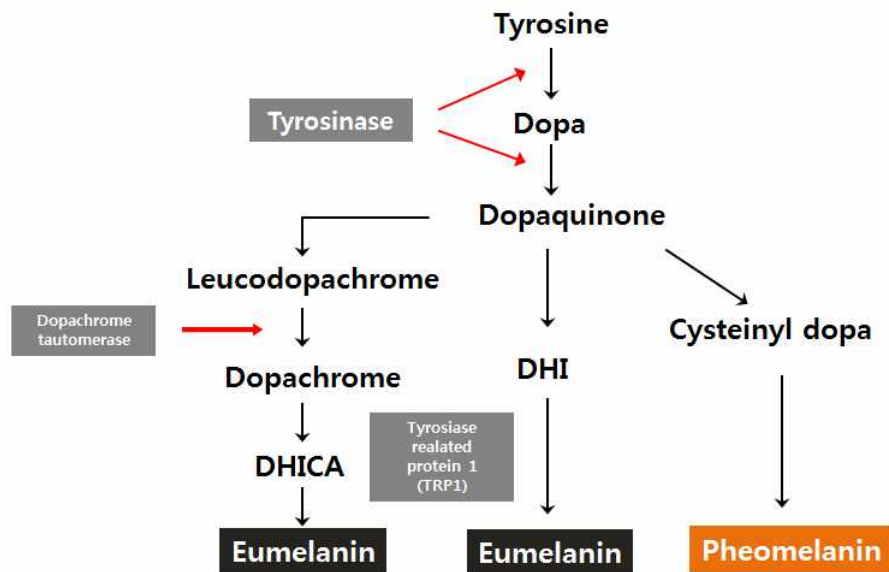 Tyrosine
Tyrosinase
Dopa
Dopaquinone
Leucodopachrome
Dopachrome
tautomerase
Cysteinyl dopa
Dopachrome
DHI
Tyrosiase
realated
protein 1
(TRP1)
DHICA
Eumelanin
Eumelanin
Pheomelanin